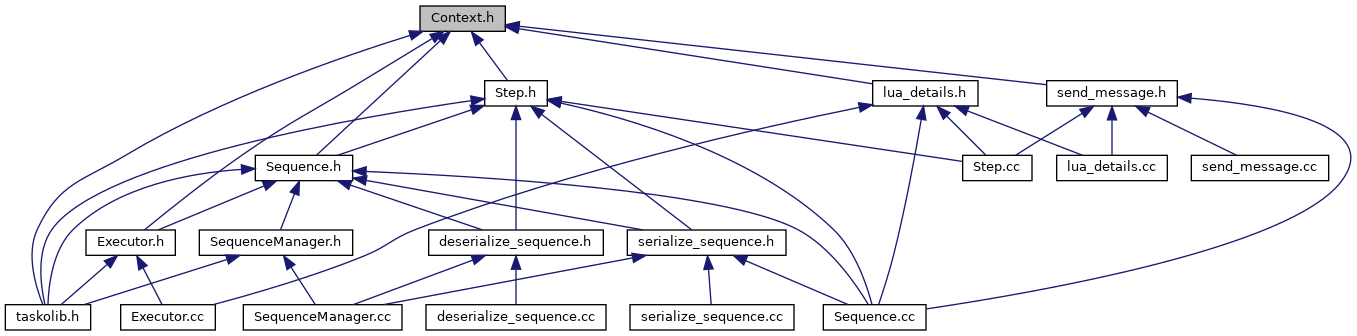 Context.h
Step.h
lua_details.h
send_message.h
Sequence.h
Step.cc
lua_details.cc
send_message.cc
Executor.h
SequenceManager.h
deserialize_sequence.h
serialize_sequence.h
taskolib.h
Executor.cc
SequenceManager.cc
deserialize_sequence.cc
serialize_sequence.cc
Sequence.cc